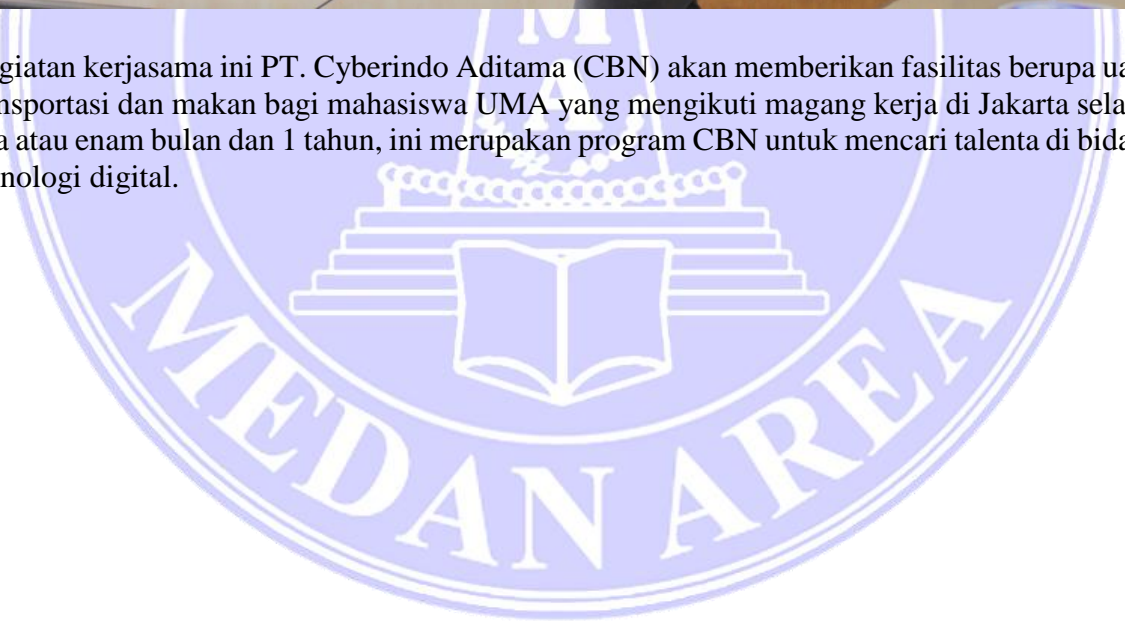 giatan kerjasama ini PT. Cyberindo Aditama (CBN) akan memberikan fasilitas berupa ua
nsportasi dan makan bagi mahasiswa UMA yang mengikuti magang kerja di Jakarta sela
a atau enam bulan dan 1 tahun, ini merupakan program CBN untuk mencari talenta di bida
nologi digital.
M
A
MEDAN AREA